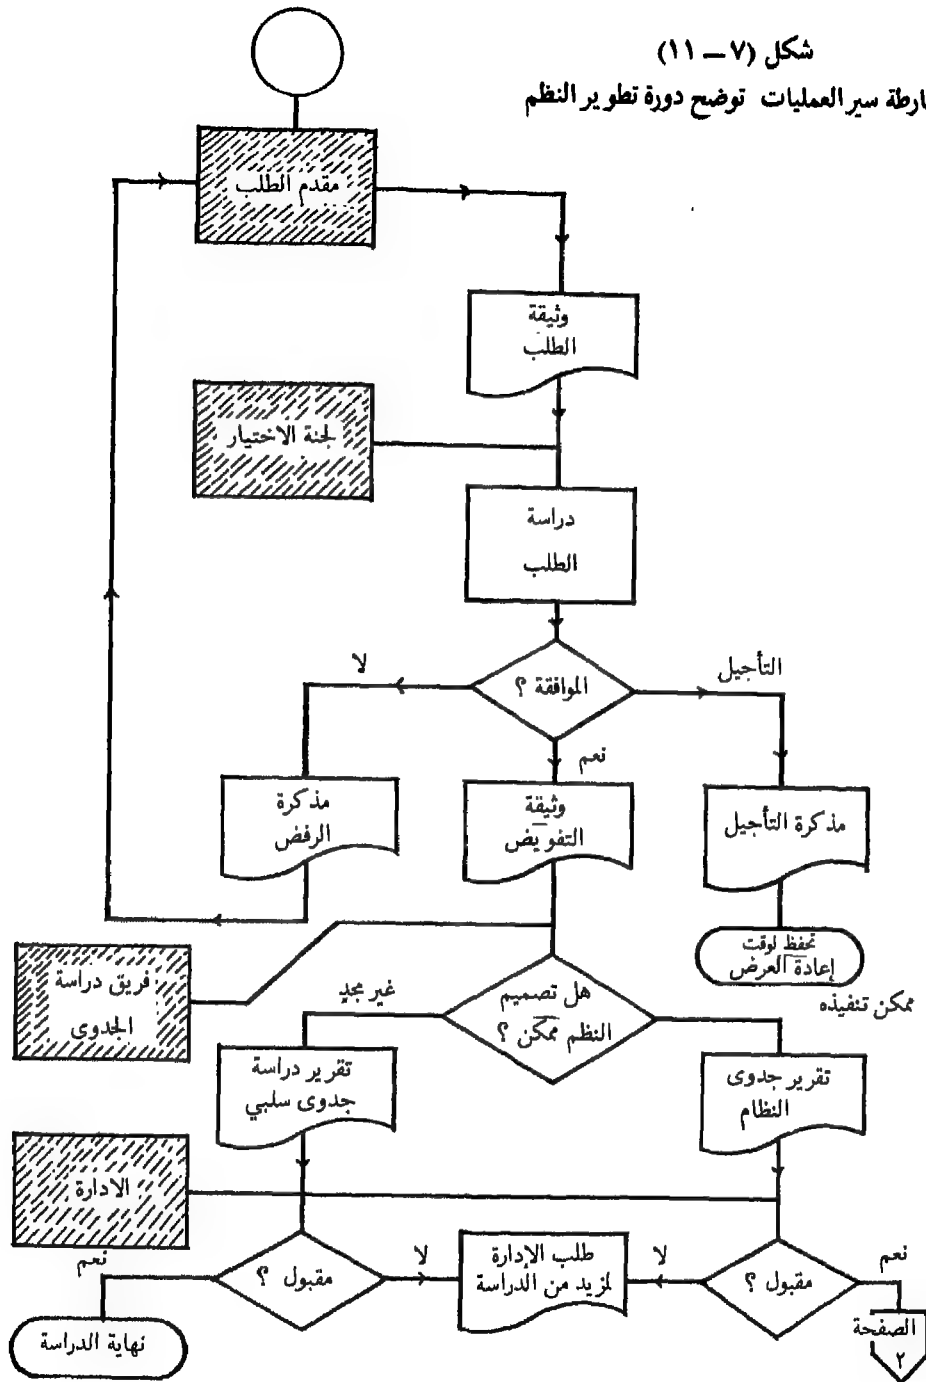 شكل (٧ — ١١)
ارطة سير العمليات توضح دورة تطوير النظم
مقدم الطلب
وثيقة
الطلب
لجنة الاختيار
دراسة
الطلب
الموافقة ؟
لا
التأجيل
نعم
مذكرة
الرفض
وثيقة
التفويض
مذكرة التأجيل
تحفظ لوقت
إعادة العرض
فريق دراسة
الجدوى
هل تصميم
النظم ممكن ؟
غير مجد
ممكن تنفيذه
تقرير دراسة
جدوى سلبي
تقرير جدوى
النظام
الادارة
مقبول ؟
نعم
لا
طلب الإدارة
لمزيد من الدراسة
لا
مقبول ؟
نعم
نهاية الدراسة
الصفحة
٢